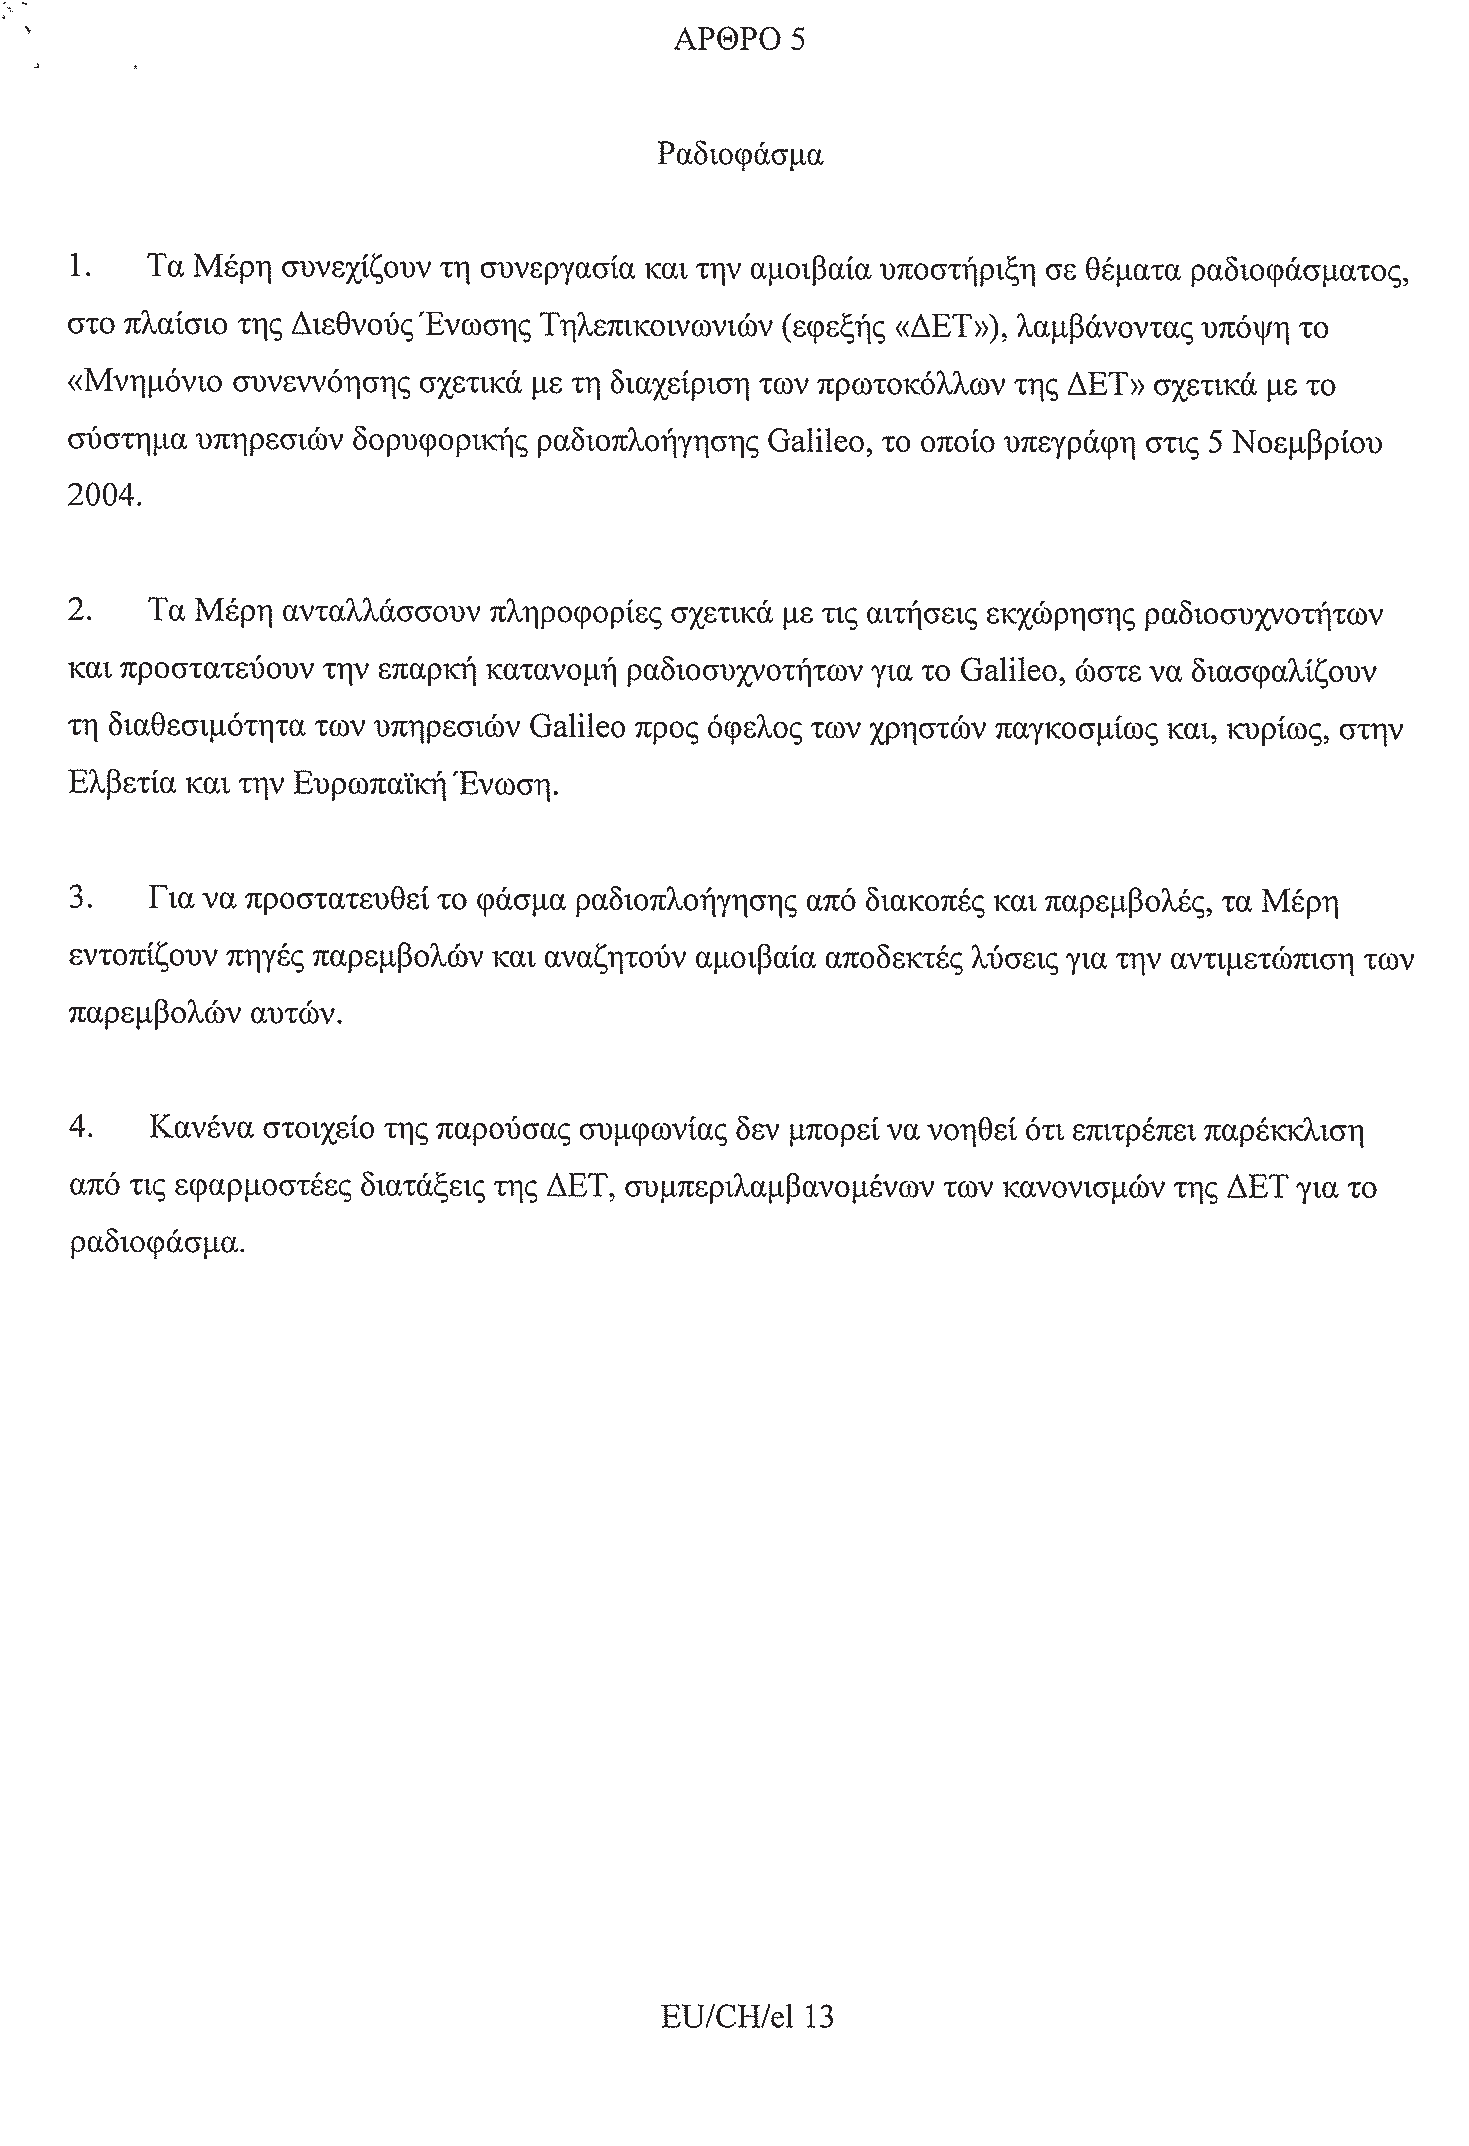 ΑΡΘΡΟ 5
Ραδιοφάσμα
1. Τα Μέρη συνεχίζουν τη συνεργασία και την αμοιβαία υποστήριξη σε θέματα ραδιοφάσματος,
στο πλαίσιο της Διεθνούς Ένωσης Τηλεπικοινωνιών (εφεξής «ΔΕΤ»), λαμβάνοντας υπόψη το
«Μνημόνιο συνεννόησης σχετικά με τη διαχείριση των πρωτοκόλλων της ΔΕΤ» σχετικά με το
σύστημα υπηρεσιών δορυφορικής ραδιοπλοήγησης Galileo, το οποίο υπεγράφη στις 5 Νοεμβρίου
2004.
2. Τα Μέρη ανταλλάσσουν πληροφορίες σχετικά με τις αιτήσεις εκχώρησης ραδιοσυχνοτήτων
και προστατεύουν την επαρκή κατανομή ραδιοσυχνοτήτων για το Galileo, ώστε να διασφαλίζουν
τη διαθεσιμότητα των υπηρεσιών Galileo προς όφελος των χρηστών παγκοσμίως και, κυρίως, στην
Ελβετία και την Ευρωπαϊκή Ένωση.
3. Για να προστατευθεί το φάσμα ραδιοπλοήγησης από διακοπές και παρεμβολές, τα Μέρη
εντοπίζουν πηγές παρεμβολών και αναζητούν αμοιβαία αποδεκτές λύσεις για την αντιμετώπιση των
παρεμβολών αυτών.
4. Κανένα στοιχείο της παρούσας συμφωνίας δεν μπορεί να νοηθεί ότι επιτρέπει παρέκκλιση
από τις εφαρμοστέες διατάξεις της ΔΕΤ, συμπεριλαμβανομένων των κανονισμών της ΔΕΤ για το
ραδιοφάσμα.
EU/CH/el 13